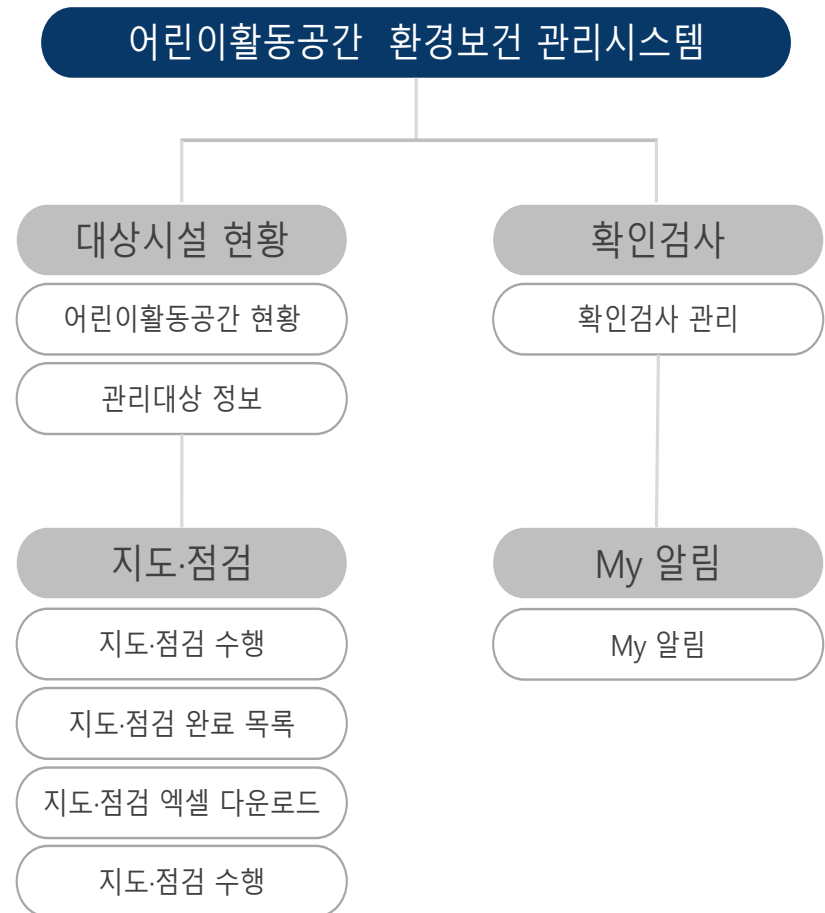 어린이활동공간 환경보건 관리시스템
대상시설 현황
어린이활동공간 현황
관리대상 정보
확인검사
확인검사 관리
지도·점검
지도·점검 수행
지도·점검 완료 목록
지도·점검 엑셀 다운로드
지도·점검 수행
My 알림
My 알림